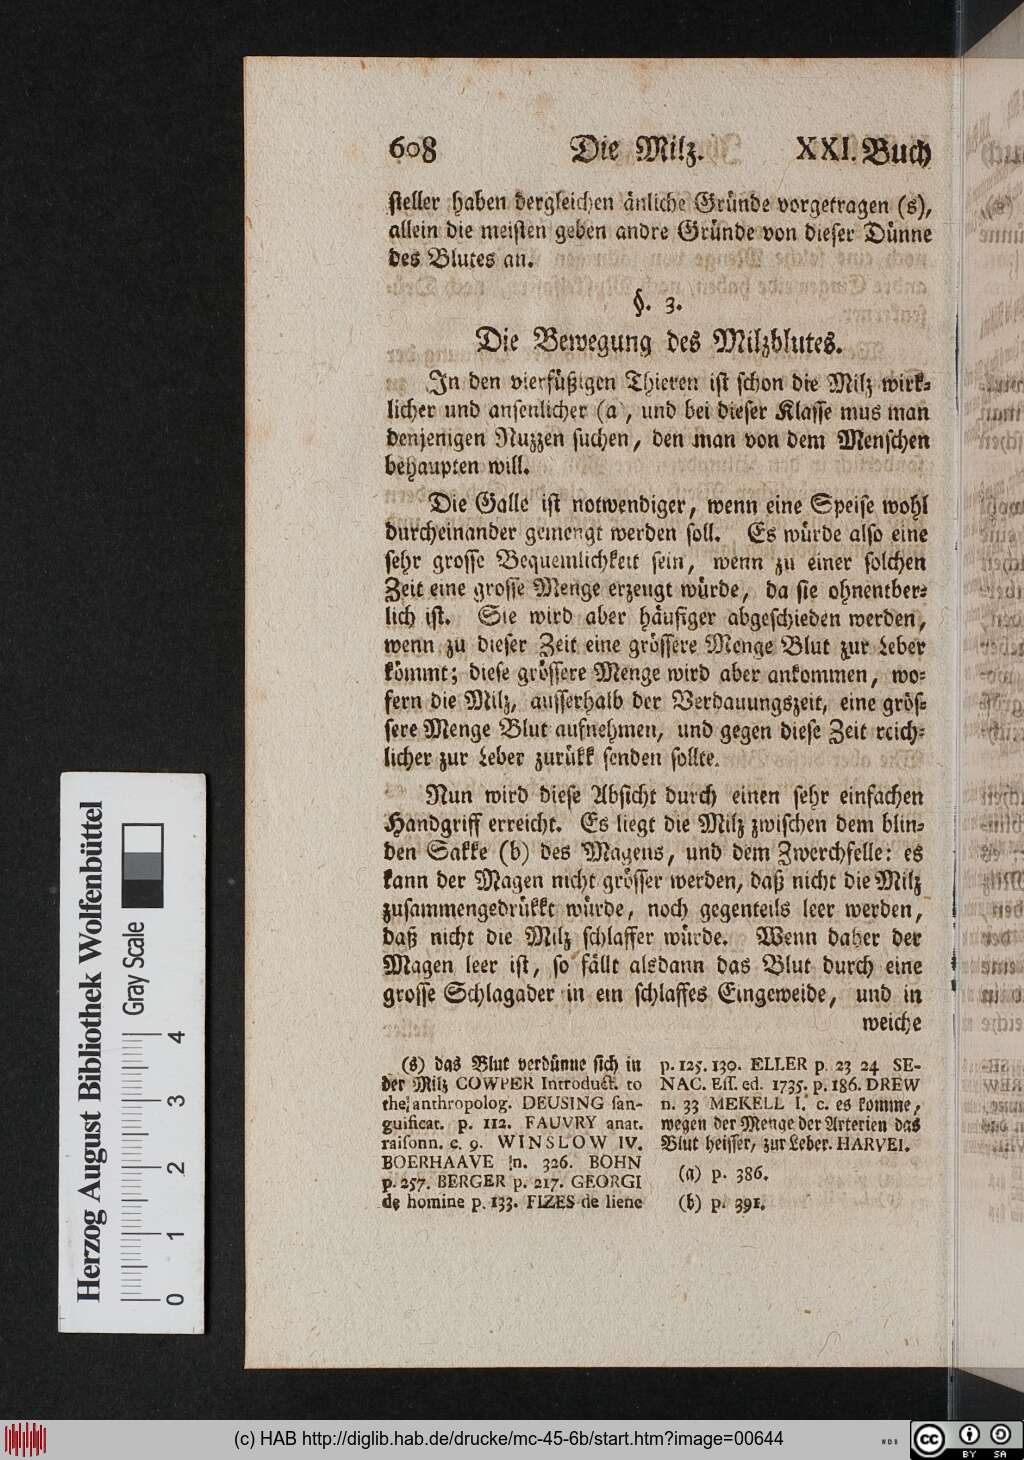 608 Die Milz. XXI. Buch
steller haben dergleichen änliche Gründe vorgetragen (s),
allein die meisten geben andre Gründe von dieser Dünne
des Blutes an.
§. 3.
Die Bewegung des Milzblutes.
In den vierfüßigen Thieren ist schon die Milz wirk-
licher und ansenlicher (a), und bei dieser Klasse mus man
denjenigen Nuzzen suchen, den man von dem Menschen
behaupten will.
Die Galle ist notwendiger, wenn eine Speise wohl
durcheinander gemengt werden soll. Es würde also eine
sehr grosse Bequemlichkeit sein, wenn zu einer solchen
Zeit eine grosse Menge erzeugt würde, da sie ohnentber-
lich ist. Sie wird aber häufiger abgeschieden werden,
wenn zu dieser Zeit eine grössere Menge Blut zur Leber
kömmt; diese grössere Menge wird aber ankommen, wo-
fern die Milz, ausserhalb der Verdauungszeit, eine grös-
sere Menge Blut aufnehmen, und gegen diese Zeit reich-
licher zur Leber zurükk senden sollte.
Nun wird diese Absicht durch einen sehr einfachen
Handgriff erreicht. Es liegt die Milz zwischen dem blin-
den Sakke (b) des Magens, und dem Zwerchfelle: es
kann der Magen nicht grösser werden, daß nicht die Milz
zusammengedrükkt würde, noch gegenteils leer werden,
daß nicht die Milz schlaffer würde. Wenn daher der
Magen leer ist, so fällt alsdann das Blut durch eine
grosse Schlagader in ein schlaffes Eingeweide, und in
weiche
(s) das Blut verdünne sich in
der Milz COWPER Introduct. to
the anthropolog. DEUSING san-
guificat. p. 112. FAUVRY anat.
raisonn. c. 9. WINSLOW IV.
BOERHAAVE n. 326. BOHN
p. 257. BERGER p. 217. GEORGI
de homine p. 133. FIZES de liene
p. 125. 130. ELLER p. 23 24 SE-
NAC. Ess. ed. 1735. p. 186. DREW
n. 33 MEKELL I. c. es komme,
wegen der Menge der Arterien das
Blut heisser, zur Leber. HARVEI.
(a) p. 386.
(b) p. 391.
Herzog August Bibliothek Wolfenbüttel
Gray Scale
0 1 2 3 4
(c) HAB http://diglib.hab.de/drucke/mc-45-6b/start.htm?image=00644
cc
BY SA